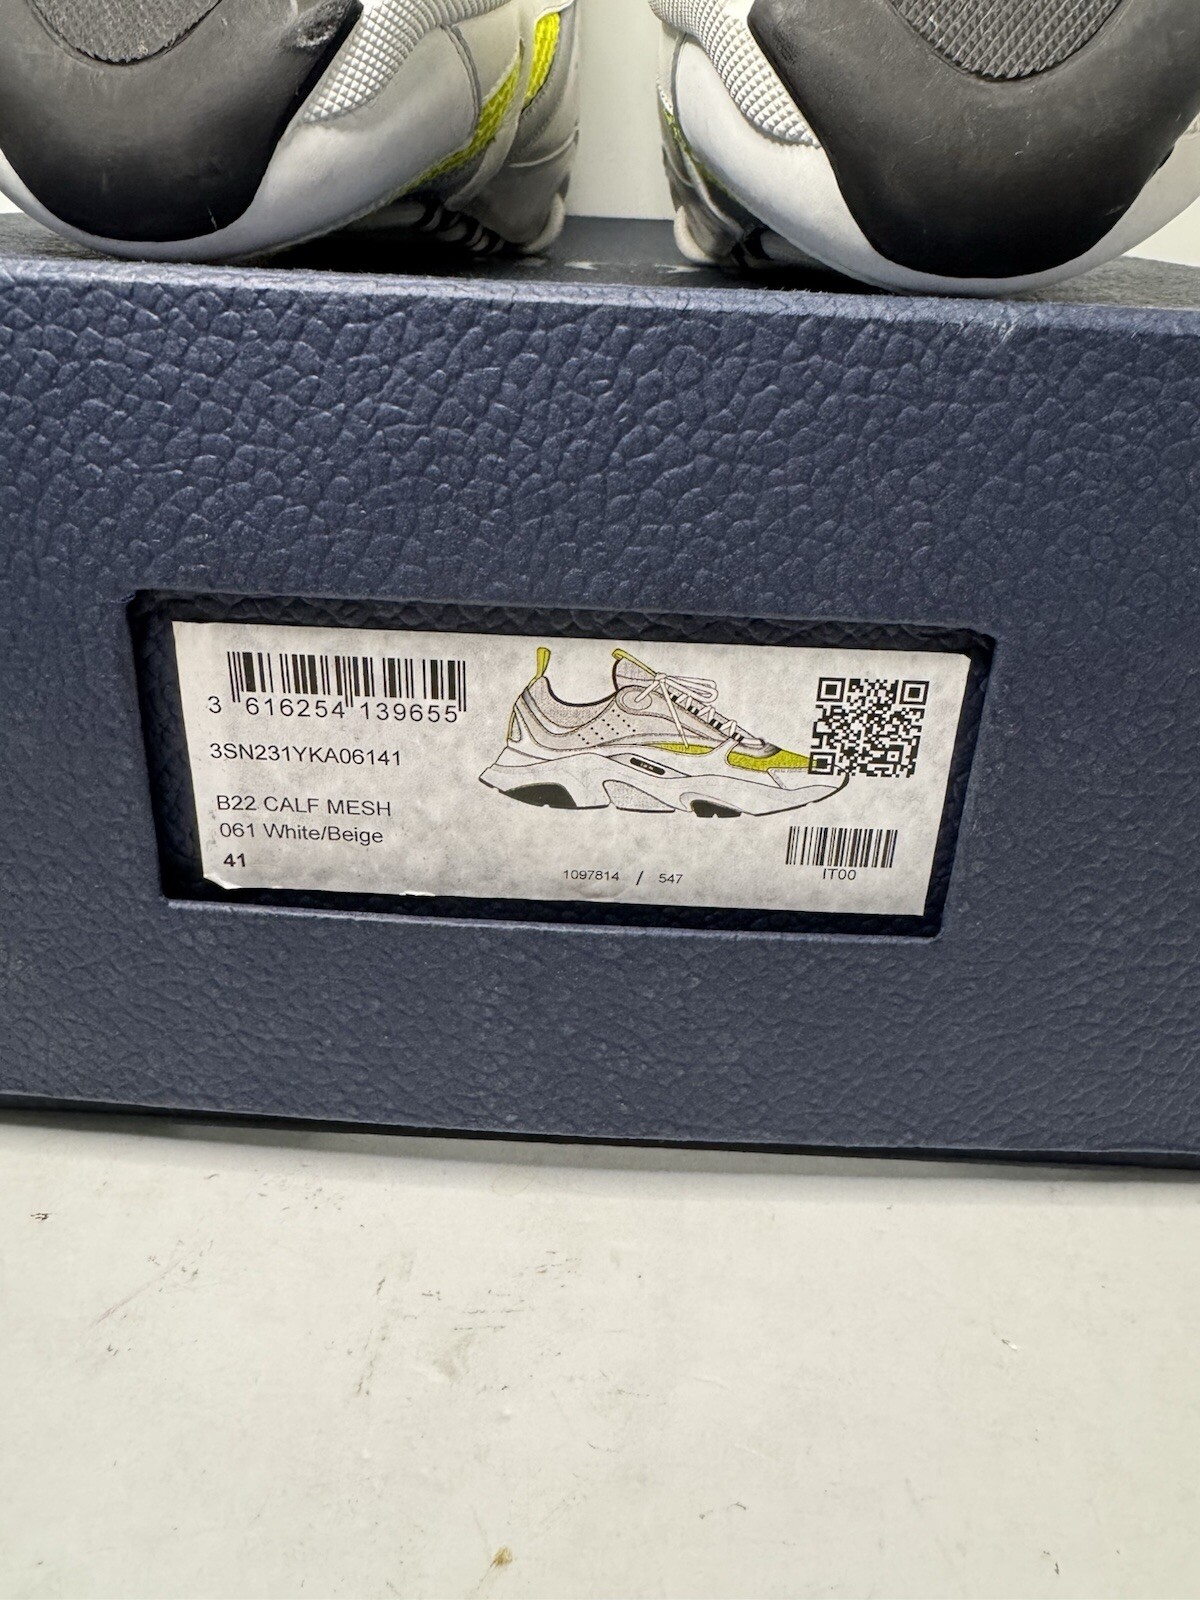 3 616254 139655
3SN231YKA06141
B22 CALF MESH
061 White/Beige
41
1097814 / 547
IT00